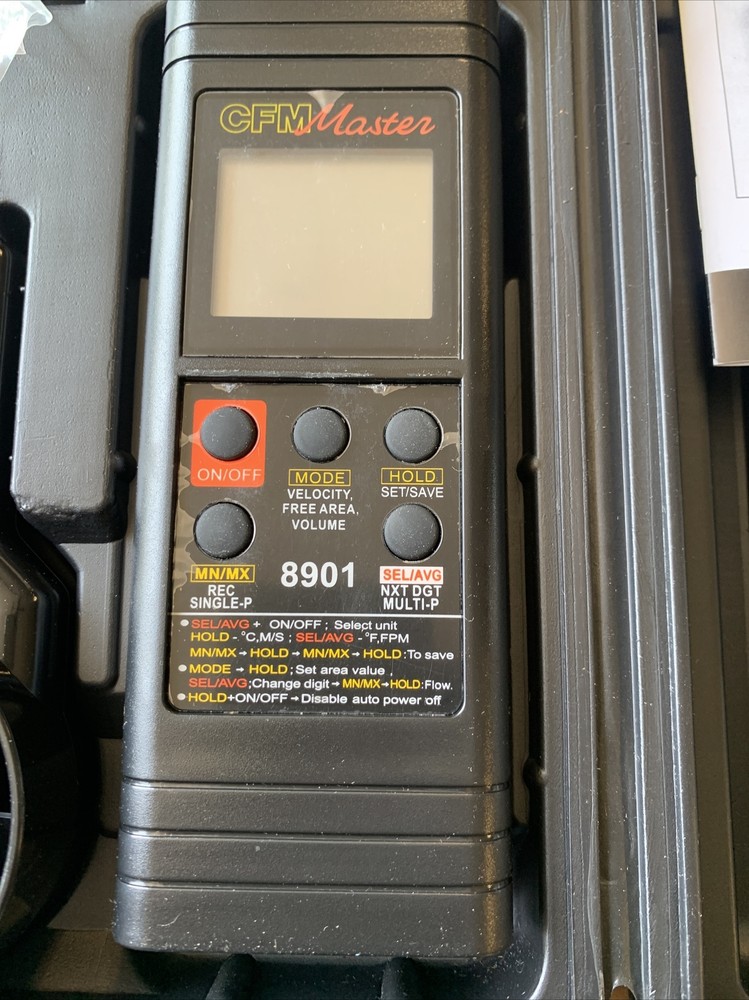 CFM Master
ON/OFF
MODE
VELOCITY,
FREE AREA,
VOLUME
HOLD
SET/SAVE
MN/MX
REC
SINGLE-P
8901
SEL/AVG
NXT DGT
MULTI-P
SEL/AVG + ON/OFF ; Select unit
HOLD - °C,M/S ; SEL/AVG - °F,FPM
MN/MX → HOLD → MN/MX → HOLD :To save
MODE → HOLD ; Set area value ,
SEL/AVG ;Change digit → MN/MX→HOLD: Flow.
HOLD+ON/OFF → Disable auto power off